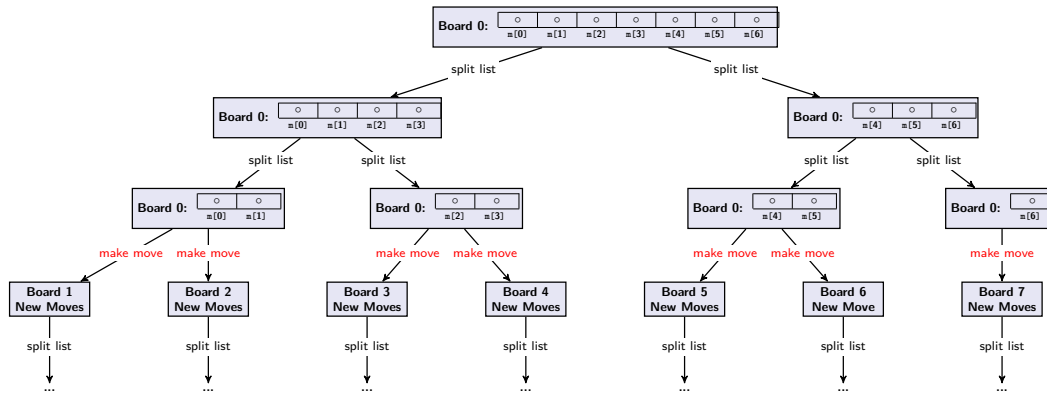 Board 0:
m[0] m[1] m[2] m[3] m[4] m[5] m[6]
split list split list
Board 0:
m[0] m[1] m[2] m[3]
Board 0:
m[4] m[5] m[6]
split list split list split list split list
Board 0:
m[0] m[1]
Board 0:
m[2] m[3]
Board 0:
m[4] m[5]
Board 0:
m[6]
make move make move make move make move make move make move make move
Board 1
New Moves
Board 2
New Moves
Board 3
New Moves
Board 4
New Moves
Board 5
New Moves
Board 6
New Move
Board 7
New Moves
split list split list split list split list split list split list split list
... ... ... ... ... ... ...